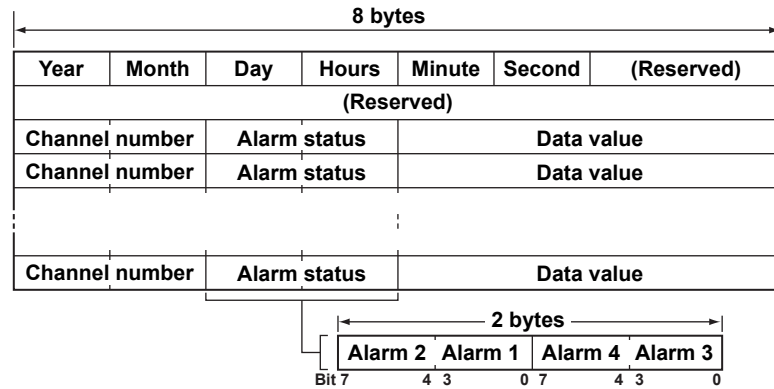 8 bytes
Year Month Day Hours Minute Second (Reserved)
(Reserved)
Channel number Alarm status Data value
Channel number Alarm status Data value
Channel number Alarm status Data value
2 bytes
Alarm 2 Alarm 1 Alarm 4 Alarm 3
Bit 7 4 3 0 7 4 3 0